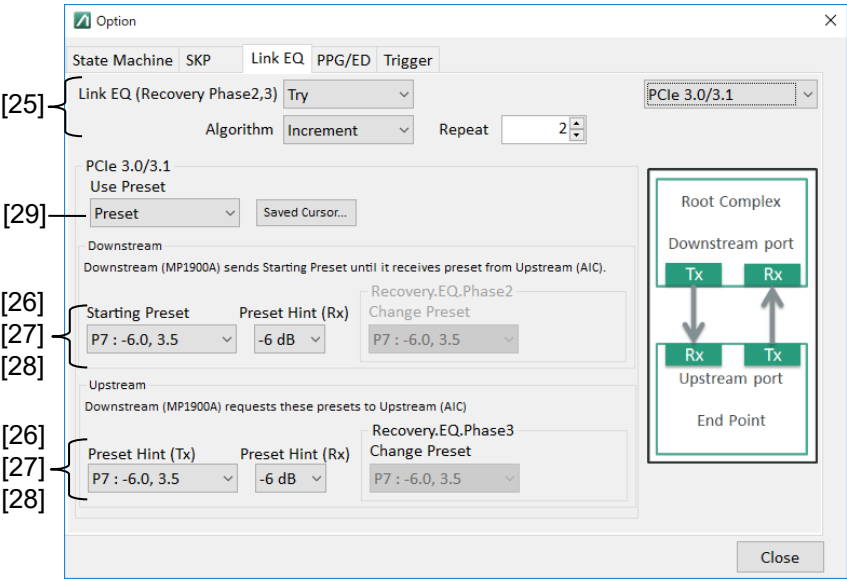 Option
State Machine SKP Link EQ PPG/ED Trigger
[25]
Link EQ (Recovery Phase2,3) Try
PCIe 3.0/3.1
Algorithm Increment Repeat 2
PCIe 3.0/3.1
Use Preset
[29]
Preset Saved Cursor...
Downstream
Downstream (MP1900A) sends Starting Preset until it receives preset from Upstream (AIC).
[26]
[27]
[28]
Recovery.EQ.Phase2
Starting Preset Preset Hint (Rx) Change Preset
P7 : -6.0, 3.5 -6 dB P7 : -6.0, 3.5
Upstream
Downstream (MP1900A) requests these presets to Upstream (AIC)
[26]
[27]
[28]
Recovery.EQ.Phase3
Preset Hint (Tx) Preset Hint (Rx) Change Preset
P7 : -6.0, 3.5 -6 dB P7 : -6.0, 3.5
Root Complex
Downstream port
Tx Rx
Rx Tx
Upstream port
End Point
Close